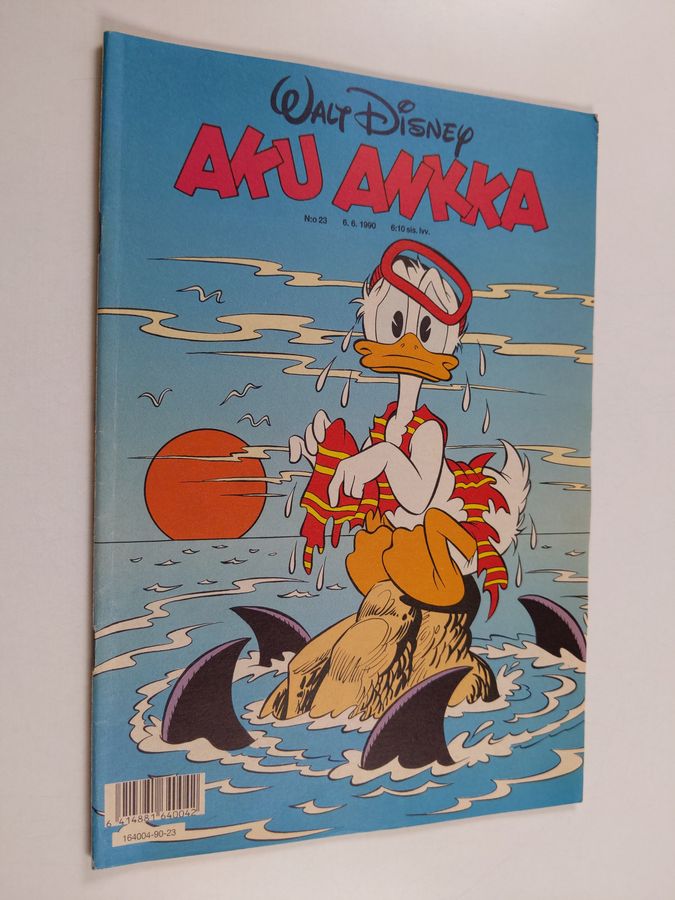 WALT DISNEY
AKU ANKKA
N:o 23 6. 6. 1990 6:10 sis. lvv.
6 414881 640042
164004-90-23